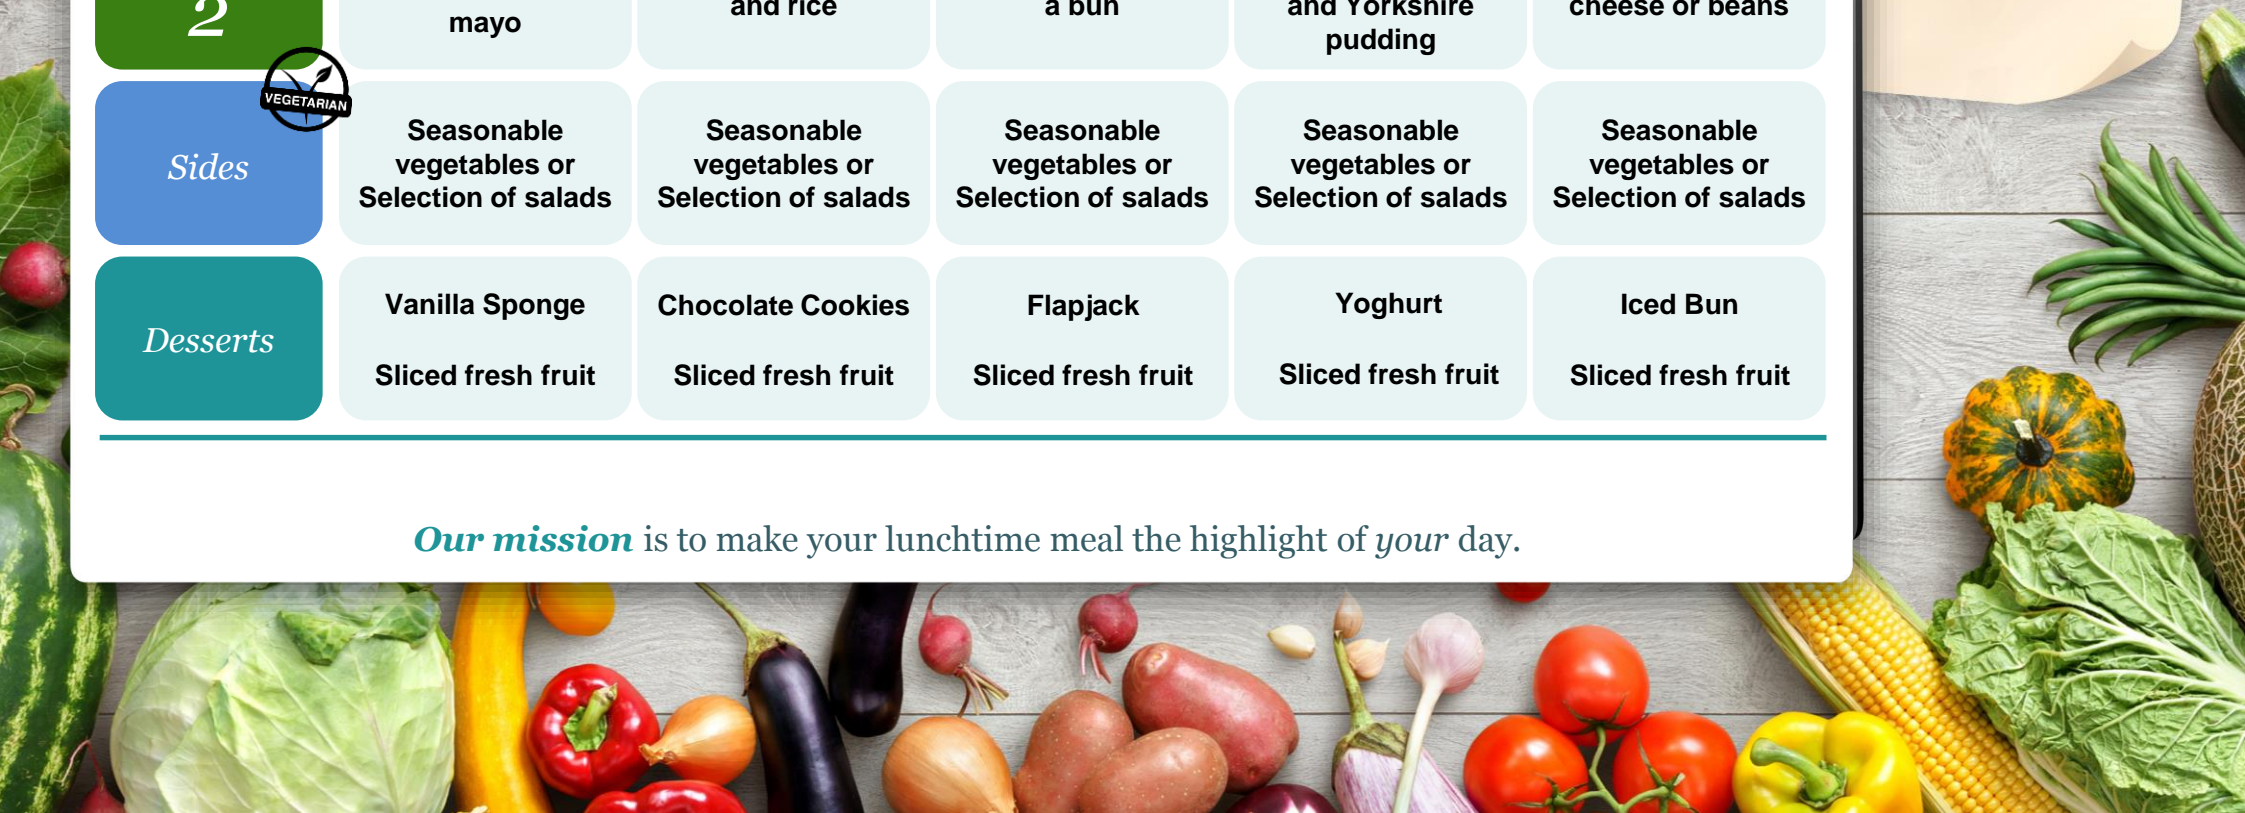 2
mayo
and rice
a bun
and Yorkshire
pudding
cheese or beans
VEGETARIAN
Sides
Seasonable
vegetables or
Selection of salads
Seasonable
vegetables or
Selection of salads
Seasonable
vegetables or
Selection of salads
Seasonable
vegetables or
Selection of salads
Seasonable
vegetables or
Selection of salads
Desserts
Vanilla Sponge
Sliced fresh fruit
Chocolate Cookies
Sliced fresh fruit
Flapjack
Sliced fresh fruit
Yoghurt
Sliced fresh fruit
Iced Bun
Sliced fresh fruit
Our mission is to make your lunchtime meal the highlight of your day.